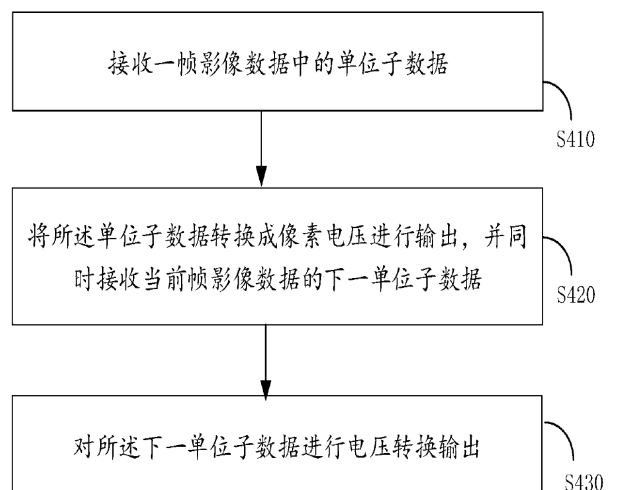 接收一帧影像数据中的单位子数据
S410
将所述单位子数据转换成像素电压进行输出，并同
时接收当前帧影像数据的下一单位子数据
S420
对所述下一单位子数据进行电压转换输出
S430